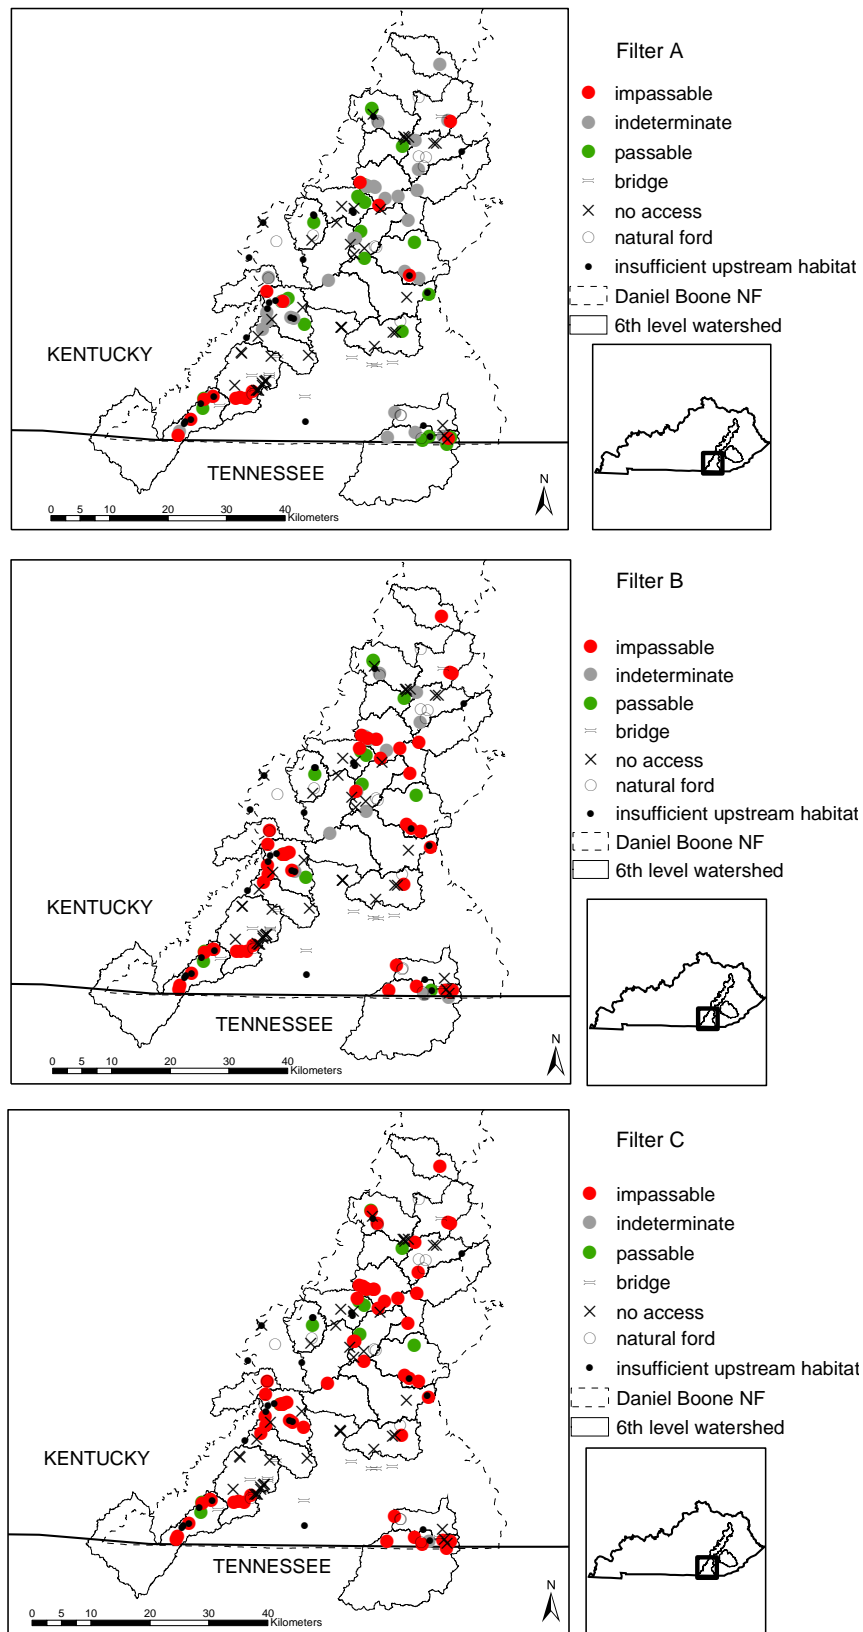 Filter A
impassable
indeterminate
passable
bridge
no access
natural ford
insufficient upstream habitat
Daniel Boone NF
6th level watershed
KENTUCKY
TENNESSEE
N
0 5 10 20 30 40
Kilometers
Filter B
impassable
indeterminate
passable
bridge
no access
natural ford
insufficient upstream habitat
Daniel Boone NF
6th level watershed
KENTUCKY
TENNESSEE
N
0 5 10 20 30 40
Kilometers
Filter C
impassable
indeterminate
passable
bridge
no access
natural ford
insufficient upstream habitat
Daniel Boone NF
6th level watershed
KENTUCKY
TENNESSEE
N
0 5 10 20 30 40
Kilometers